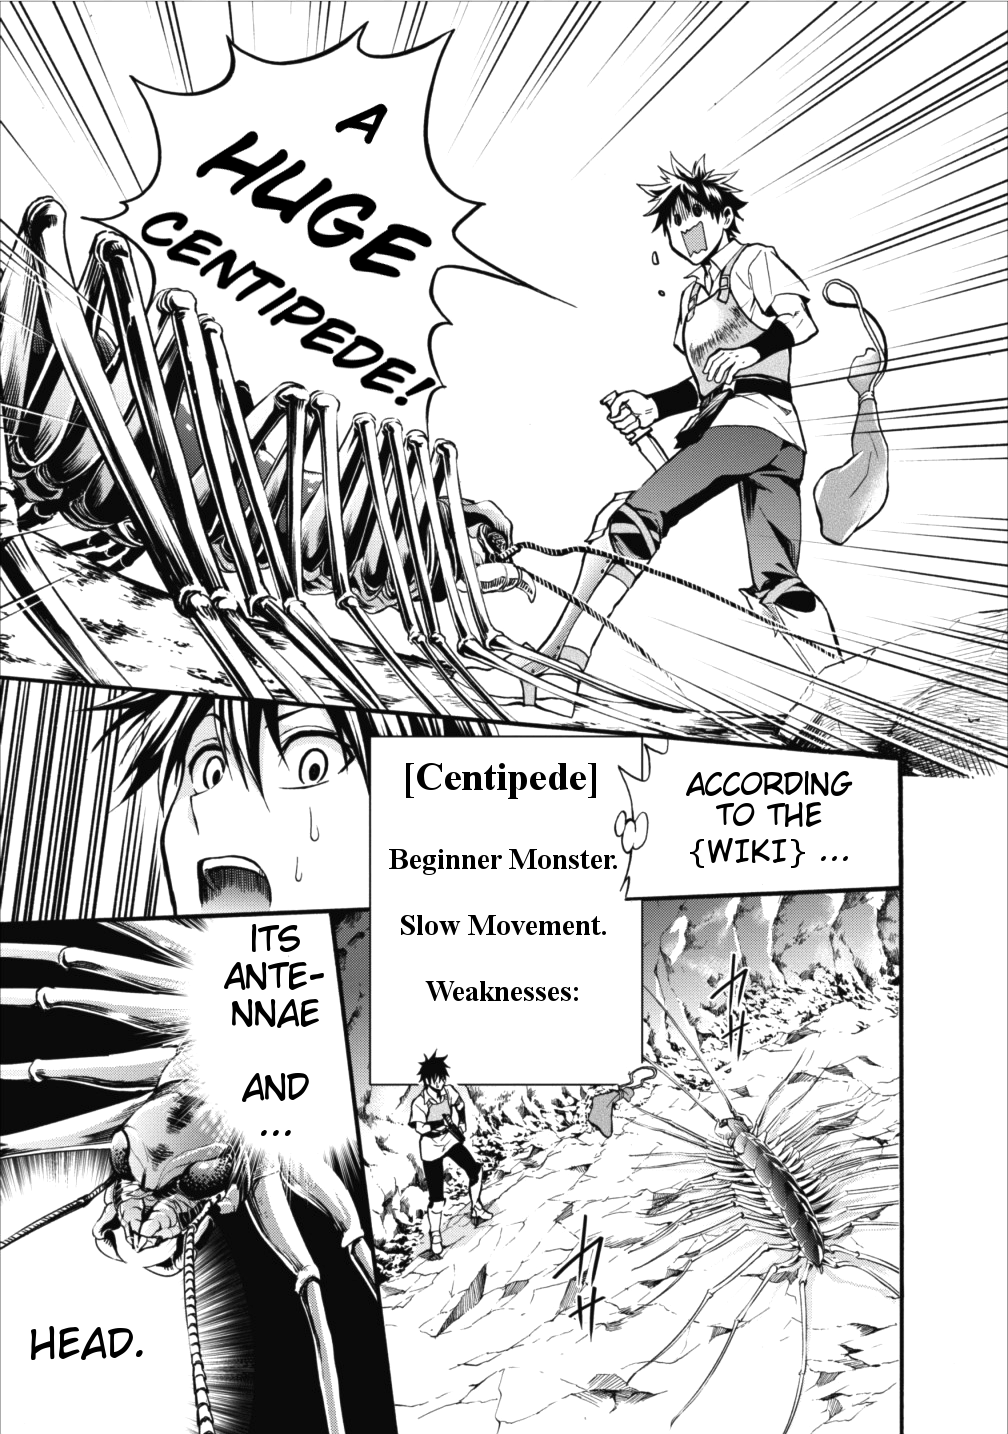 A
HUGE
CENTIPEDE!
ACCORDING
TO THE
{WIKI} ...
[Centipede]
Beginner Monster.
Slow Movement.
Weaknesses:
ITS
ANTE-
NNAE
AND
...
HEAD.